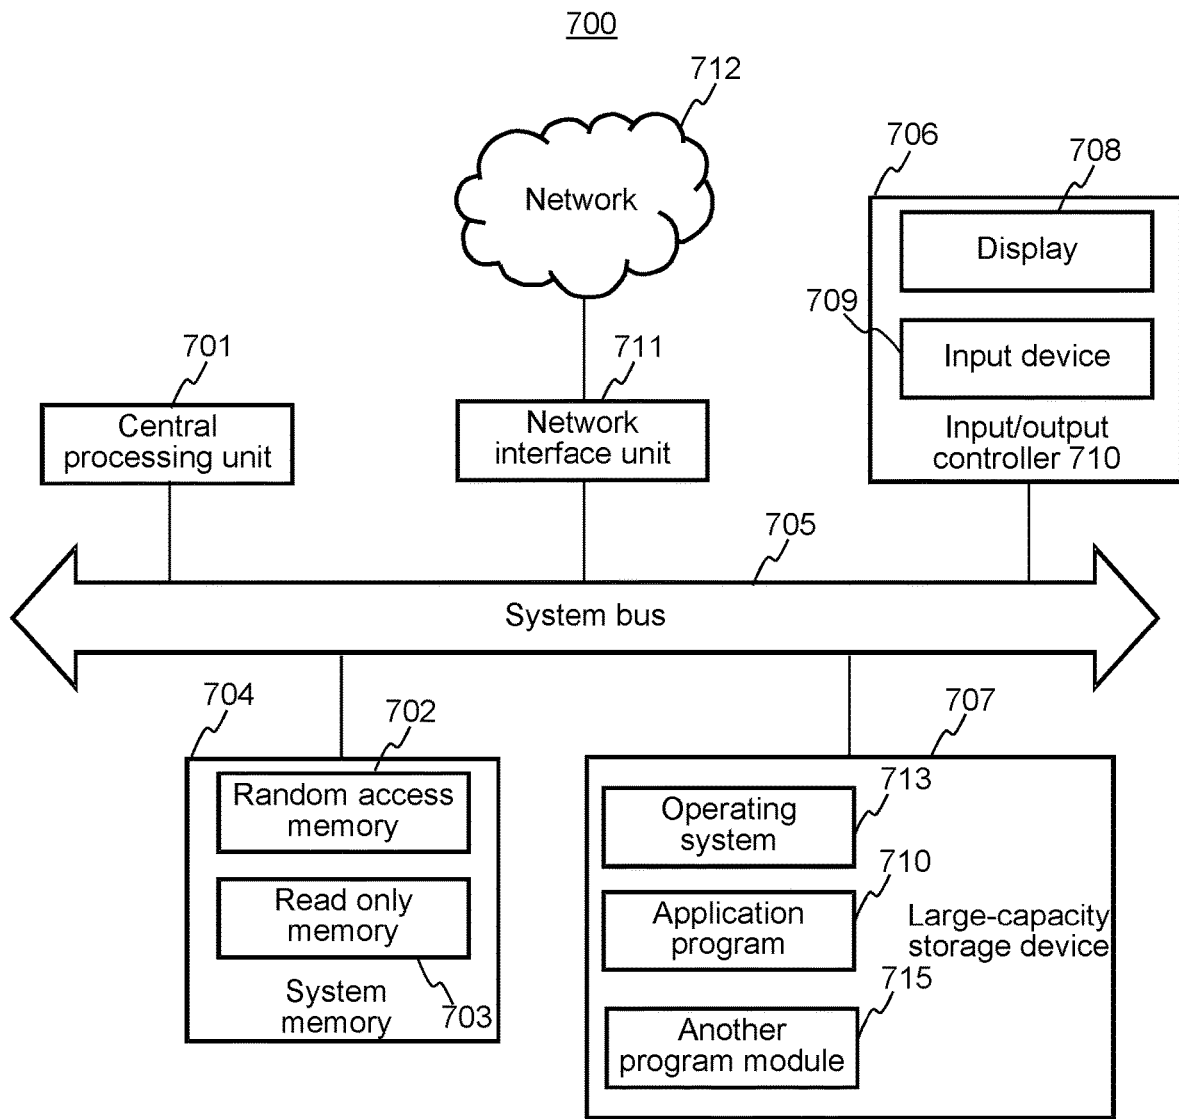 700
712
Network
706
708
Display
709
Input device
Input/output
controller 710
701
Central
processing unit
711
Network
interface unit
705
System bus
704
702
Random access
memory
Read only
memory
System
memory
703
707
713
Operating
system
710
Application
program
Large-capacity
storage device
715
Another
program module